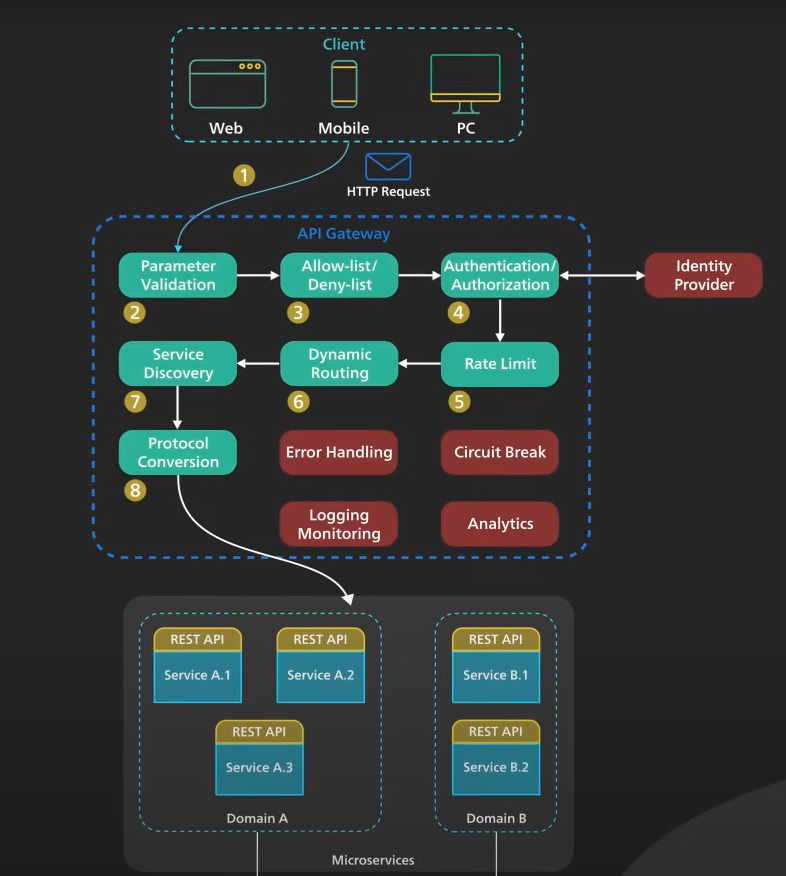 Client
Web
Mobile
PC
1
HTTP Request
API Gateway
Parameter
Validation
2
Allow-list/
Deny-list
3
Authentication/
Authorization
4
Identity
Provider
Rate Limit
5
Dynamic
Routing
6
Service
Discovery
7
Protocol
Conversion
8
Error Handling
Circuit Break
Logging
Monitoring
Analytics
REST API
Service A.1
REST API
Service A.2
REST API
Service A.3
Domain A
REST API
Service B.1
REST API
Service B.2
Domain B
Microservices